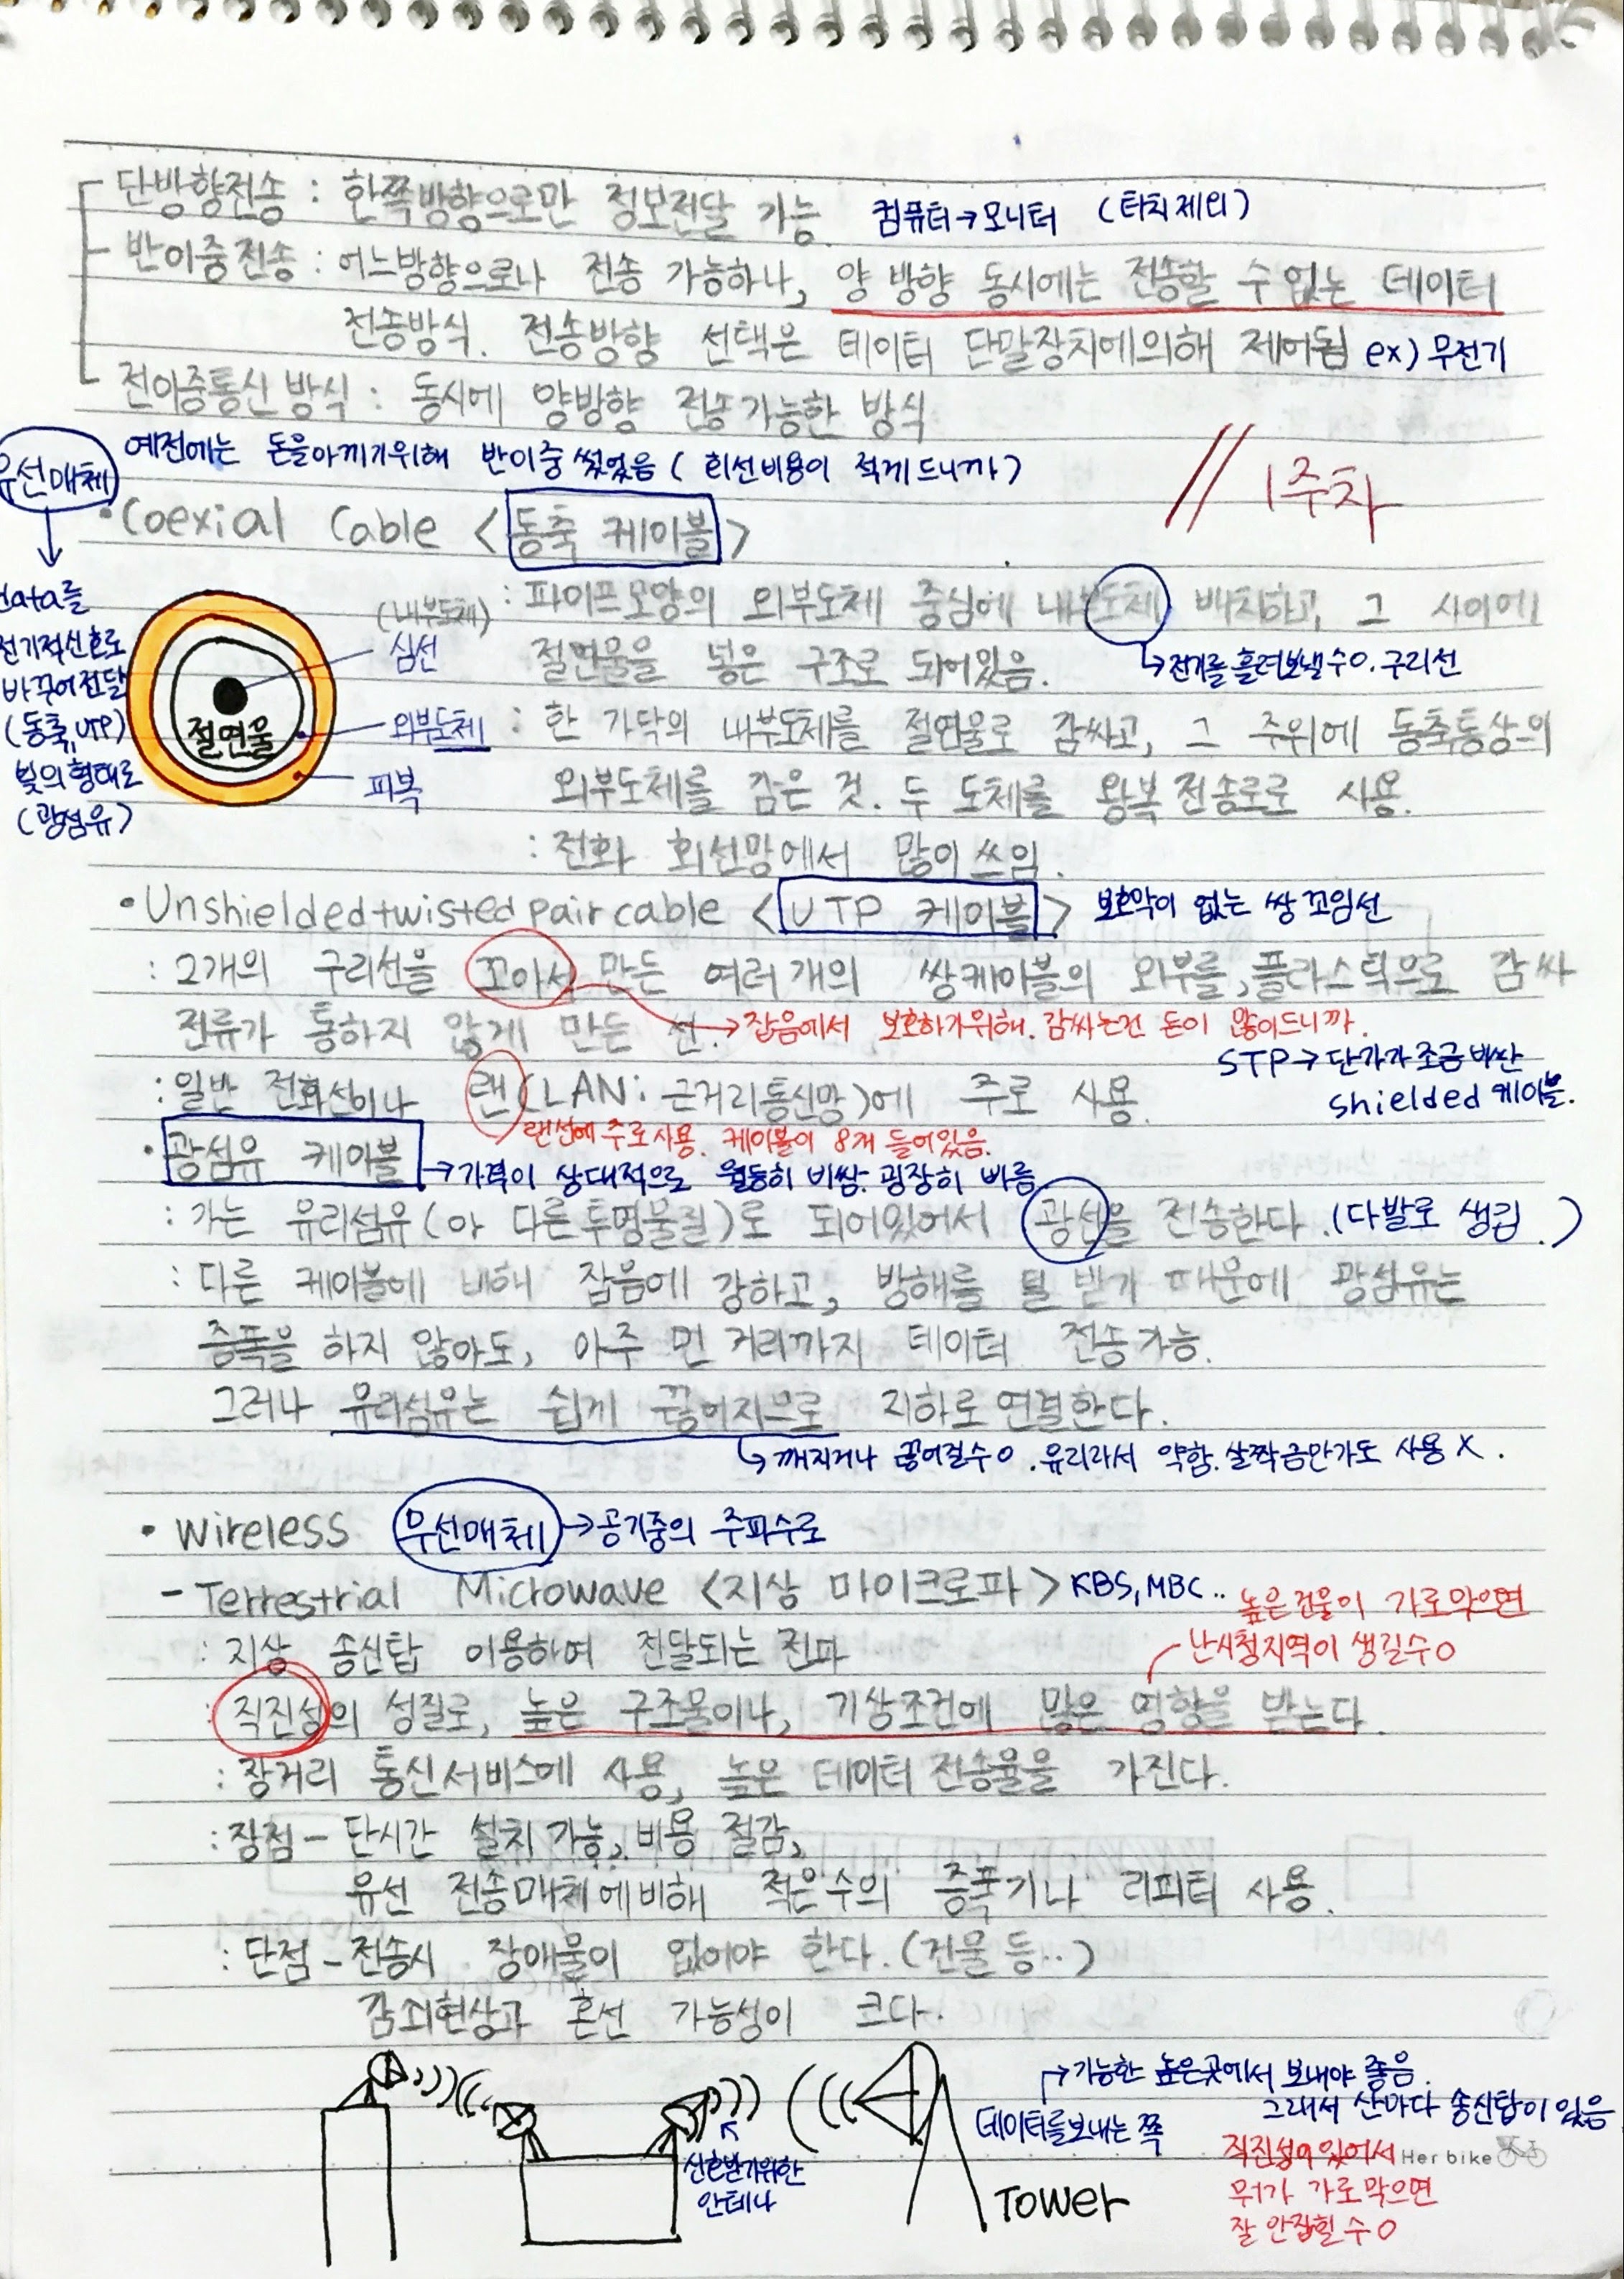 단방향전송 : 한쪽방향으로만 정보전달 가능. 컴퓨터→모니터 (터치제외)
반이중전송 : 어느방향으로나 전송 가능하나, 양 방향 동시에는 전송할 수 없는 데이터
전송방식. 전송방향 선택은 데이터 단말장치에의해 제어됨 ex) 무전기
전이중통신 방식 : 동시에 양방향 전송가능한 방식
예전에는 돈을아끼기위해 반이중썼었음 ( 회선비용이 적게드니까)
// 1주차
유선매체
• Coexial Cable <동축 케이블>
data를
전기적신호로
바꾸어전달
(동축, UTP)
빛의형태로
(광섬유)
(내부도체)
심선
절연물
외부도체
피복
: 파이프모양의 외부도체 중심에 내부도체 배치하고, 그 사이에
절연물을 넣은 구조로 되어있음.
↳전기를흘려보낼수O. 구리선
: 한 가닥의 내부도체를 절연물로 감싸고, 그 주위에 동축통상의
외부도체를 감은 것. 두 도체를 왕복 전송로로 사용.
: 전화 회선망에서 많이 쓰임.
• Unshielded twisted pair cable <UTP 케이블> 보호막이 없는 쌍 꼬임선
: 2개의 구리선을 꼬아서 만든 여러개의 쌍케이블의 외부를, 플라스틱으로 감싸
전류가 통하지 않게 만든 선. →잡음에서 보호하기위해. 감싸는건 돈이 많이드니까.
STP→단가가조금비싼
shielded 케이블.
: 일반 전화선이나 랜(LAN: 근거리통신망)에 주로 사용.
랜선에 주로사용. 케이블이 8개 들어있음.
• 광섬유 케이블 →가격이 상대적으로 월등히 비쌈. 굉장히 빠름
: 가는 유리섬유(아 다른투명물질)로 되어있어서 광선을 전송한다. (다발로 생김.)
: 다른 케이블에 비해 잡음에 강하고, 방해를 덜 받기 때문에 광섬유는
증폭을 하지 않아도, 아주 먼 거리까지 데이터 전송가능.
그러나 유리섬유는 쉽게 끊어지므로 지하로연결한다.
↳깨지거나 끊어질수O. 유리라서 약함. 살짝금만가도 사용X.
• Wireless 무선매체→공기중의 주파수로
- Terrestrial Microwave <지상 마이크로파> KBS, MBC ..
높은건물이 가로막으면
난시청지역이 생길수O
: 지상 송신탑 이용하여 전달되는 전파
: 직진성의 성질로, 높은 구조물이나, 기상조건에 많은 영향을 받는다.
: 장거리 통신서비스에 사용, 높은 데이터 전송율을 가진다.
: 장점 - 단시간 설치 가능, 비용 절감,
유선 전송매체에비해 적은수의 증폭기나 리피터 사용.
: 단점 - 전송시 장애물이 없어야 한다. (건물 등..)
감쇠현상과 혼선 가능성이 크다.
신호받기위한
안테나
TOWER
데이터를보내는 쪽
→가능한 높은곳에서 보내야 좋음.
그래서 산마다 송신탑이 있음
직진성이있어서
뭐가 가로막으면
잘 안잡힐수O
Her bike